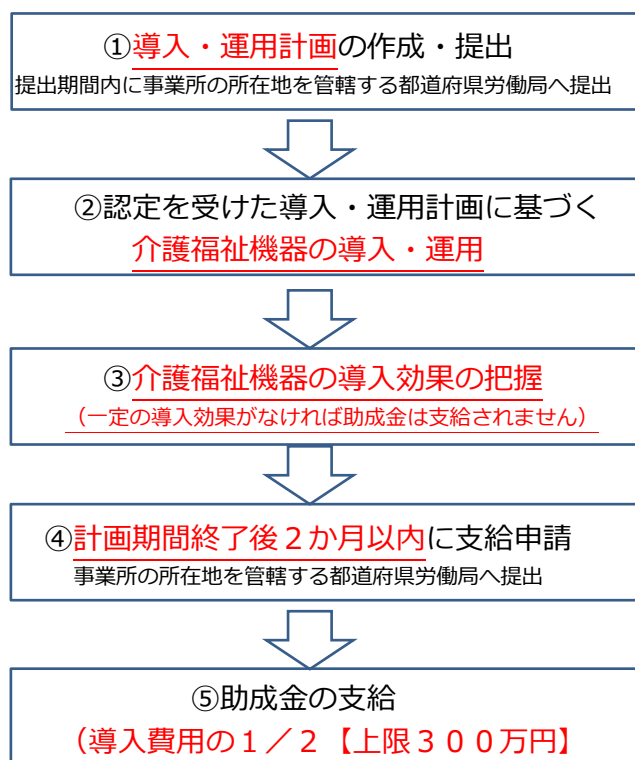 ①導入・運用計画の作成・提出
提出期間内に事業所の所在地を管轄する都道府県労働局へ提出
②認定を受けた導入・運用計画に基づく
介護福祉機器の導入・運用
③介護福祉機器の導入効果の把握
（一定の導入効果がなければ助成金は支給されません）
④計画期間終了後２か月以内に支給申請
事業所の所在地を管轄する都道府県労働局へ提出
⑤助成金の支給
（導入費用の１／２【上限３００万円】